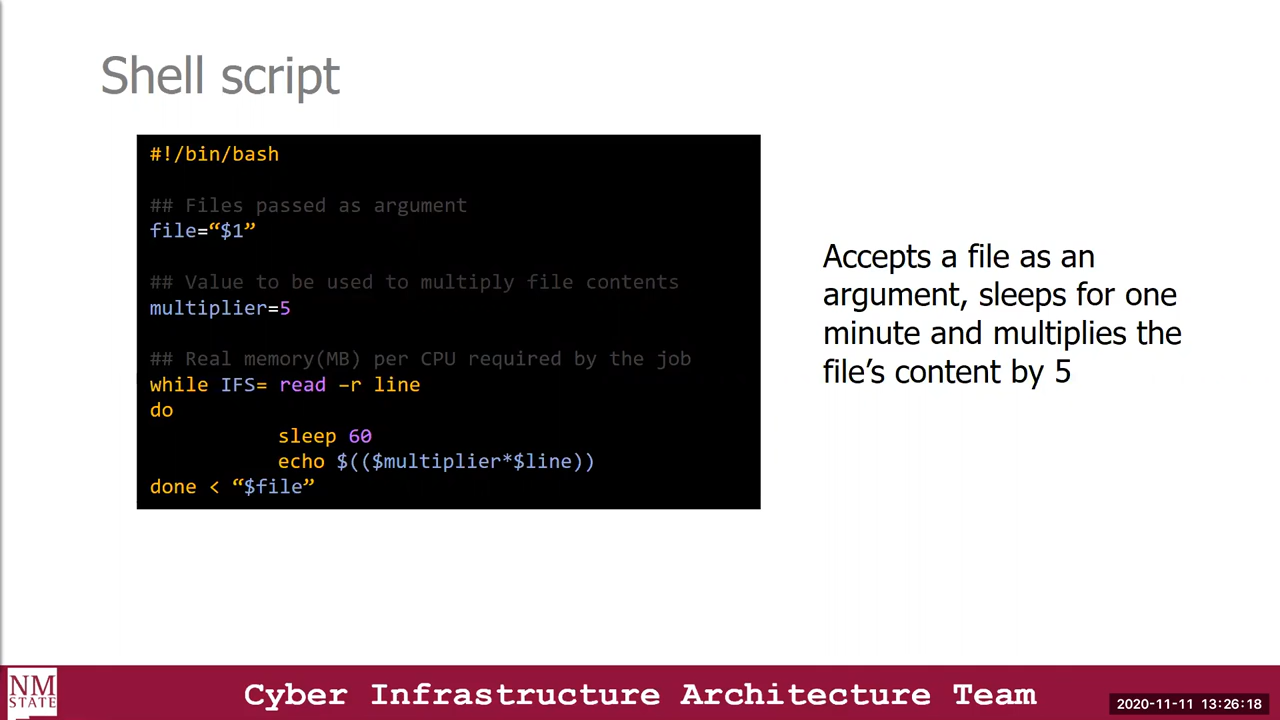 Shell script
#!/bin/bash
## Files passed as argument
file=“$1”
## Value to be used to multiply file contents
multiplier=5
## Real memory(MB) per CPU required by the job
while IFS= read –r line
do
sleep 60
echo $(($multiplier*$line))
done < “$file”
Accepts a file as an
argument, sleeps for one
minute and multiplies the
file’s content by 5
NM
STATE
Cyber Infrastructure Architecture Team
2020-11-11 13:26:18